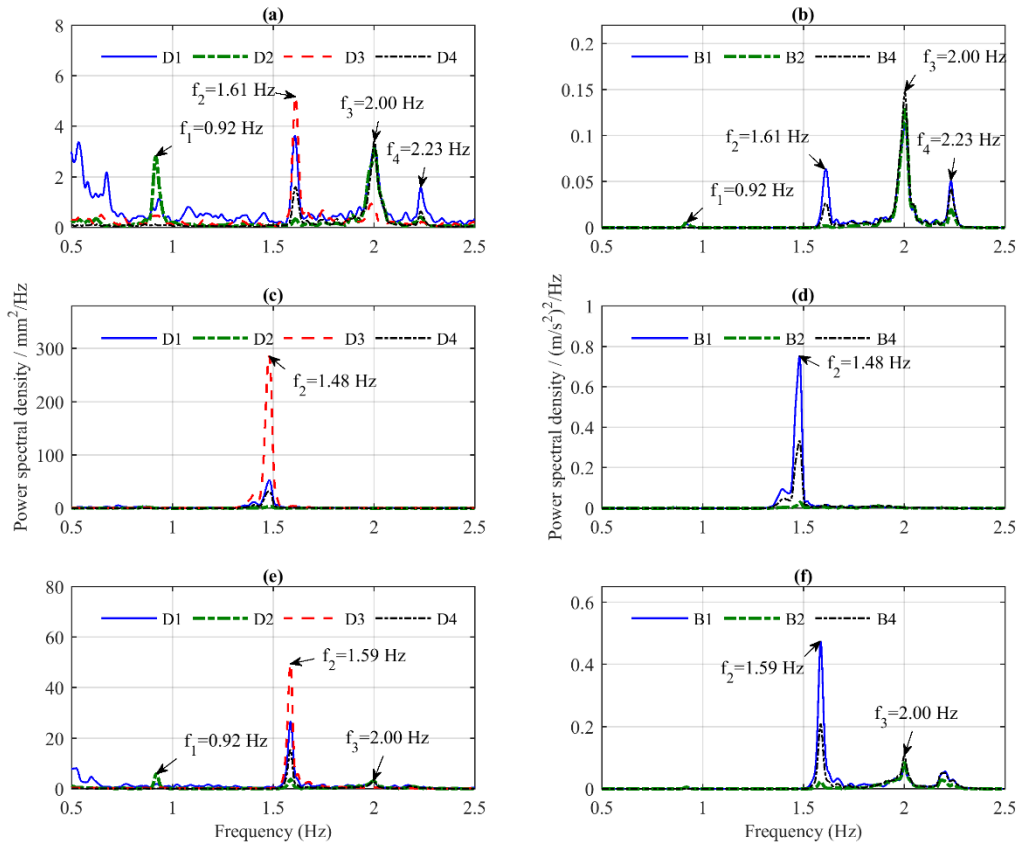 (a)
8
6
4
2
0
D1 D2 D3 D4
f2=1.61 Hz
f1=0.92 Hz
f3=2.00 Hz
f4=2.23 Hz
0.5 1 1.5 2 2.5
(b)
0.2
0.15
0.1
0.05
0
B1 B2 B4
f3=2.00 Hz
f2=1.61 Hz
f4=2.23 Hz
f1=0.92 Hz
0.5 1 1.5 2 2.5
Power spectral density / mm²/Hz
(c)
300
200
100
0
D1 D2 D3 D4
f2=1.48 Hz
0.5 1 1.5 2 2.5
Power spectral density / (m/s²)²/Hz
(d)
1
0.8
0.6
0.4
0.2
0
B1 B2 B4
f2=1.48 Hz
0.5 1 1.5 2 2.5
(e)
80
60
40
20
0
D1 D2 D3 D4
f2=1.59 Hz
f1=0.92 Hz
f3=2.00 Hz
0.5 1 1.5 2 2.5
Frequency (Hz)
(f)
0.6
0.4
0.2
0
B1 B2 B4
f2=1.59 Hz
f3=2.00 Hz
0.5 1 1.5 2 2.5
Frequency (Hz)